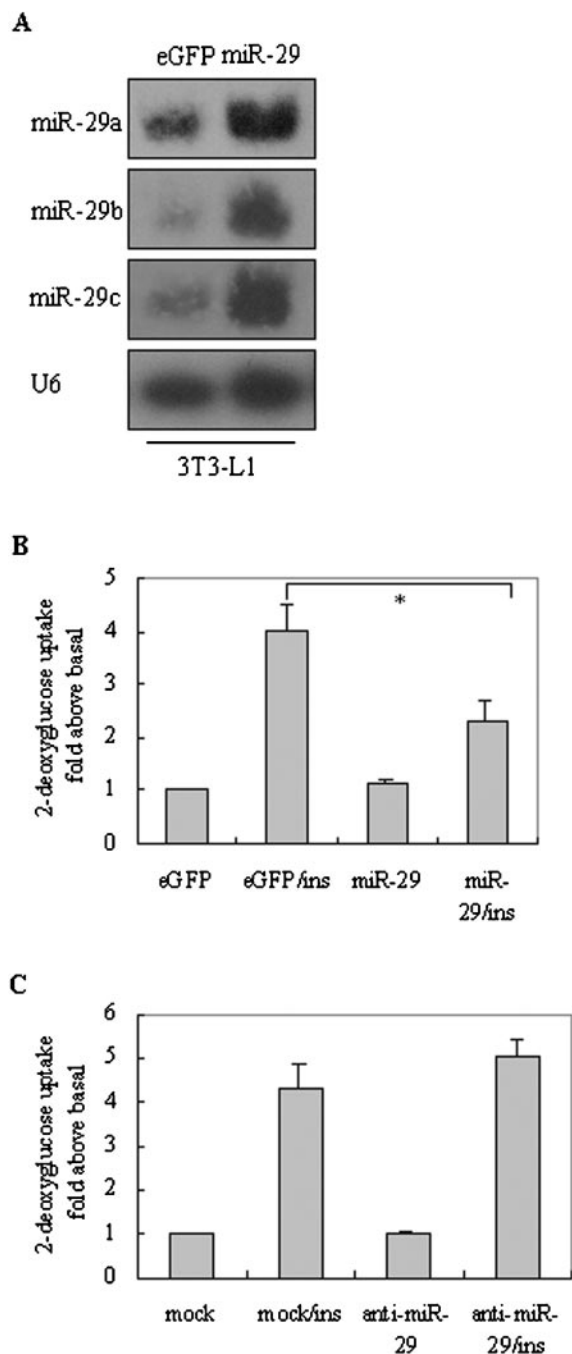 A
eGFP miR-29
miR-29a
miR-29b
miR-29c
U6
3T3-L1
B
2-deoxyglucose uptake
fold above basal
5
4
3
2
1
0
*
eGFP
eGFP/ins
miR-29
miR-
29/ins
C
2-deoxyglucose uptake
fold above basal
6
5
4
3
2
1
0
mock
mock/ins
anti-miR-
29
anti-miR-
29/ins